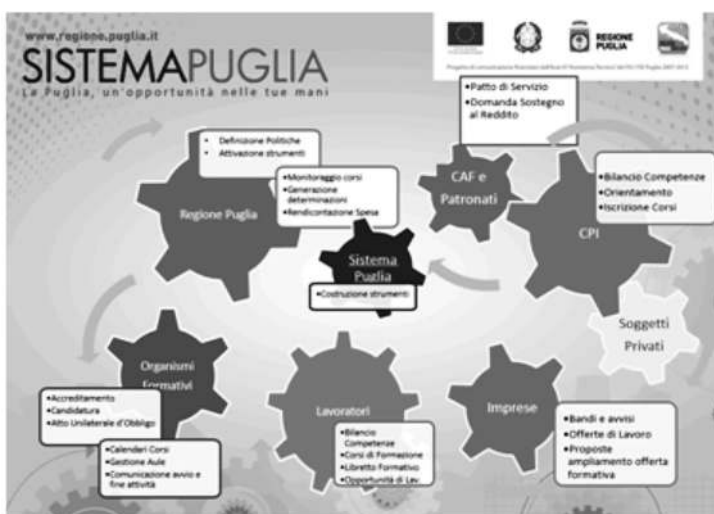 www.regione.puglia.it
SISTEMAPUGLIA
La Puglia, un'opportunità nelle tue mani
REGIONE
PUGLIA
•Patto di Servizio
•Domanda Sostegno
al Reddito
• Definizione Politiche
• Attivazione strumenti
•Monitoraggio corsi
•Generazione
determinazioni
•Rendicontazione Spesa
Regione Puglia
CAF e
Patronati
•Bilancio Competenze
•Orientamento
•Iscrizione Corsi
CPI
Sistema
Puglia
•Costruzione strumenti
Soggetti
Privati
Organismi
Formativi
•Accreditamento
•Candidatura
•Atto Unilaterale d'Obbligo
•Calendari Corsi
•Gestione Aule
•Comunicazione avvio e
fine attività
Lavoratori
•Bilancio
Competenze
•Corsi di Formazione
•Libretto Formativo
•Opportunità di Lav.
Imprese
•Bandi e avvisi
•Offerte di Lavoro
•Proposte
ampliamento offerta
formativa